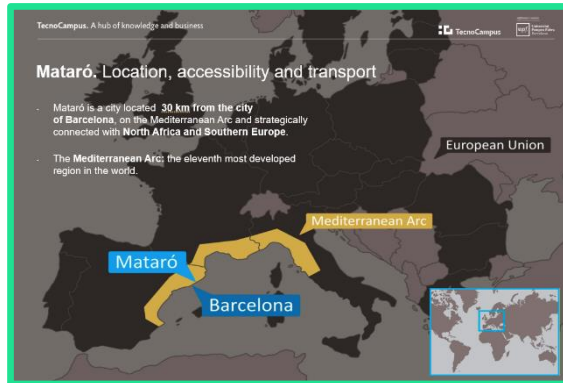 TecnoCampus. A hub of knowledge and business
TecnoCampus
Mataró. Location, accessibility and transport
- Mataró is a city located 30 km from the city
of Barcelona, on the Mediterranean Arc and strategically
connected with North Africa and Southern Europe.
- The Mediterranean Arc: the eleventh most developed
region in the world.
European Union
Mediterranean Arc
Mataró
Barcelona